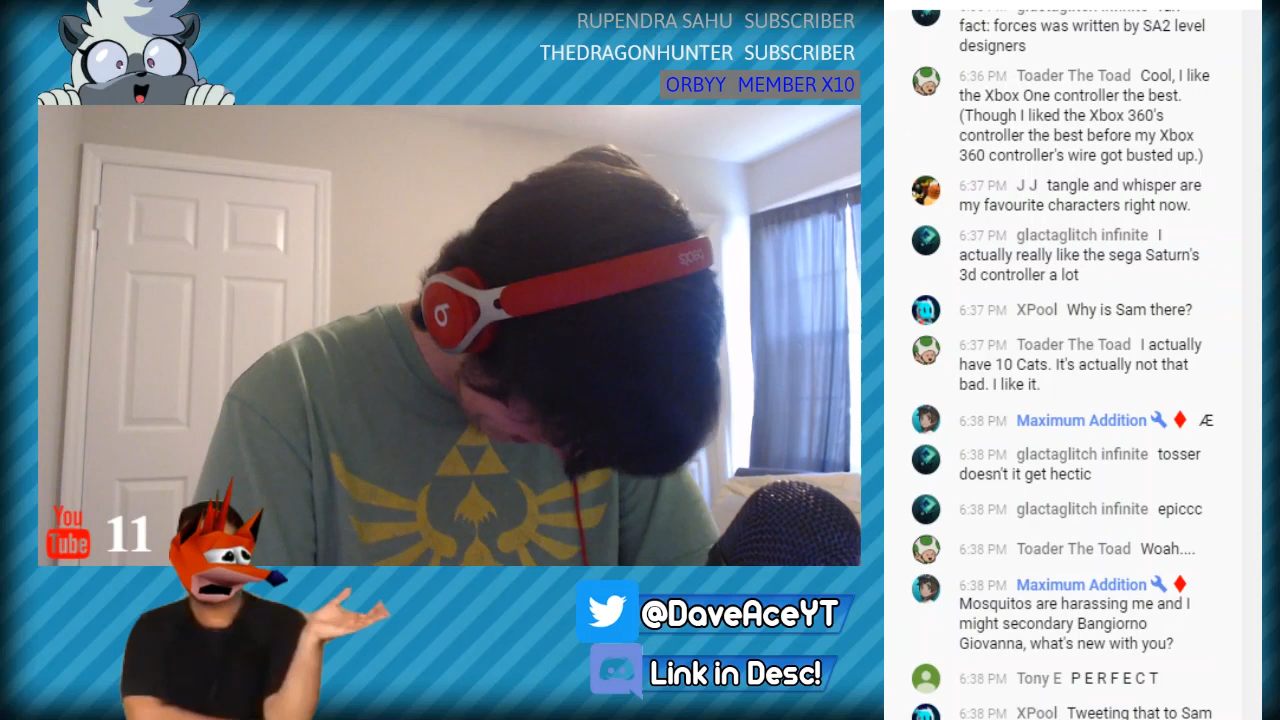 RUPENDRA SAHU SUBSCRIBER
THEDRAGONHUNTER SUBSCRIBER
ORBYY MEMBER X10
beats
You
Tube
11
@DaveAceYT
Link in Desc!
fact: forces was written by SA2 level
designers
6:36 PM Toader The Toad Cool, I like
the Xbox One controller the best.
(Though I liked the Xbox 360's
controller the best before my Xbox
360 controller's wire got busted up.)
6:37 PM J J tangle and whisper are
my favourite characters right now.
6:37 PM glactaglitch infinite I
actually really like the sega Saturn's
3d controller a lot
6:37 PM XPool Why is Sam there?
6:37 PM Toader The Toad I actually
have 10 Cats. It's actually not that
bad. I like it.
6:38 PM Maximum Addition Æ
6:38 PM glactaglitch infinite tosser
doesn't it get hectic
6:38 PM glactaglitch infinite epiccc
6:38 PM Toader The Toad Woah....
6:38 PM Maximum Addition
Mosquitos are harassing me and I
might secondary Bangiorno
Giovanna, what's new with you?
6:38 PM Tony E P E R F E C T
6:38 PM XPool Tweeting that to Sam